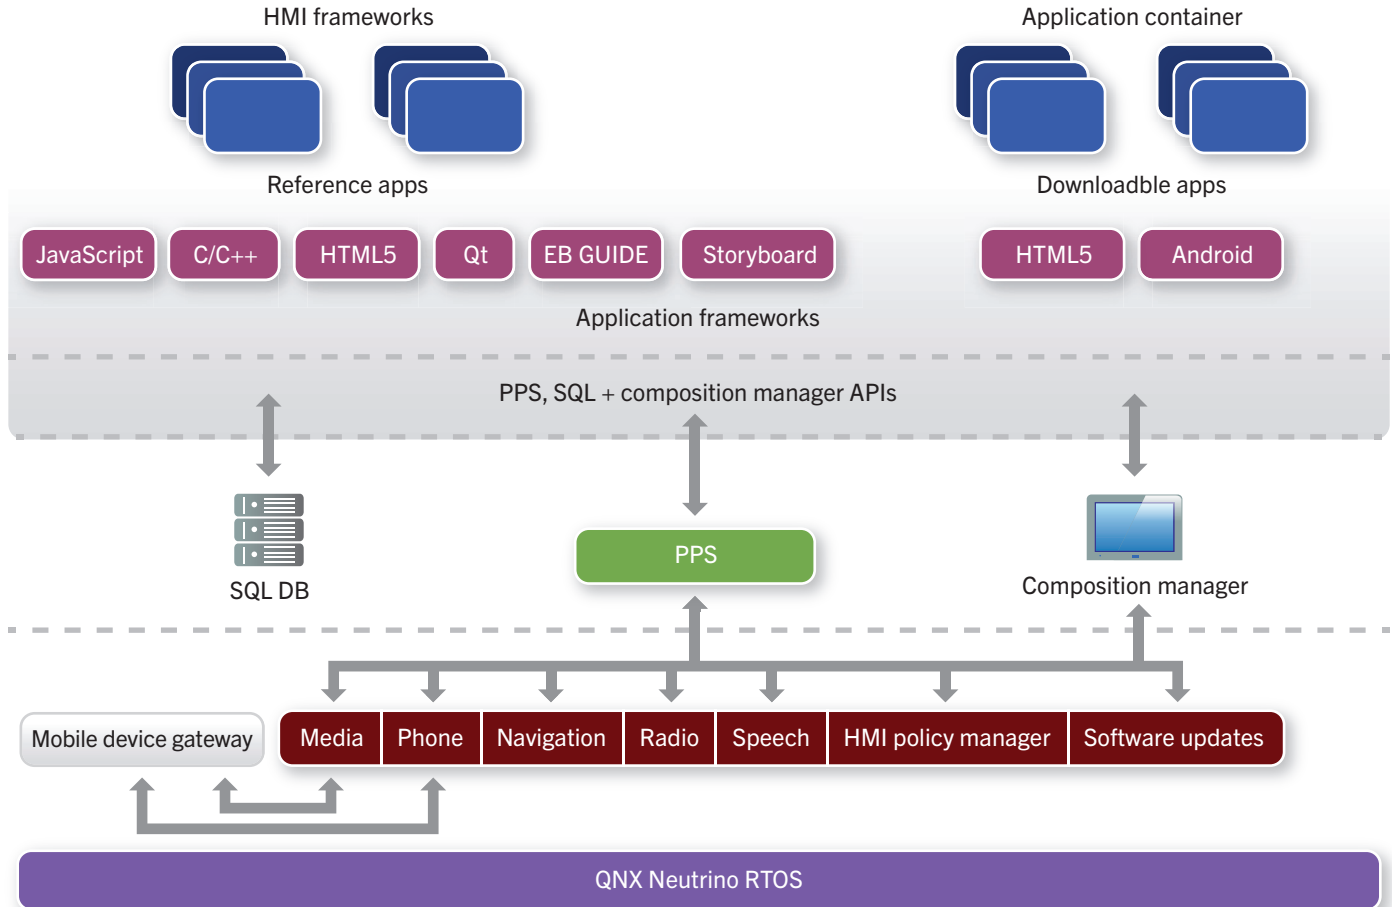 HMI frameworks
Application container
Reference apps
Downloadble apps
JavaScript
C/C++
HTML5
Qt
EB GUIDE
Storyboard
HTML5
Android
Application frameworks
PPS, SQL + composition manager APIs
SQL DB
PPS
Composition manager
Mobile device gateway
Media
Phone
Navigation
Radio
Speech
HMI policy manager
Software updates
QNX Neutrino RTOS